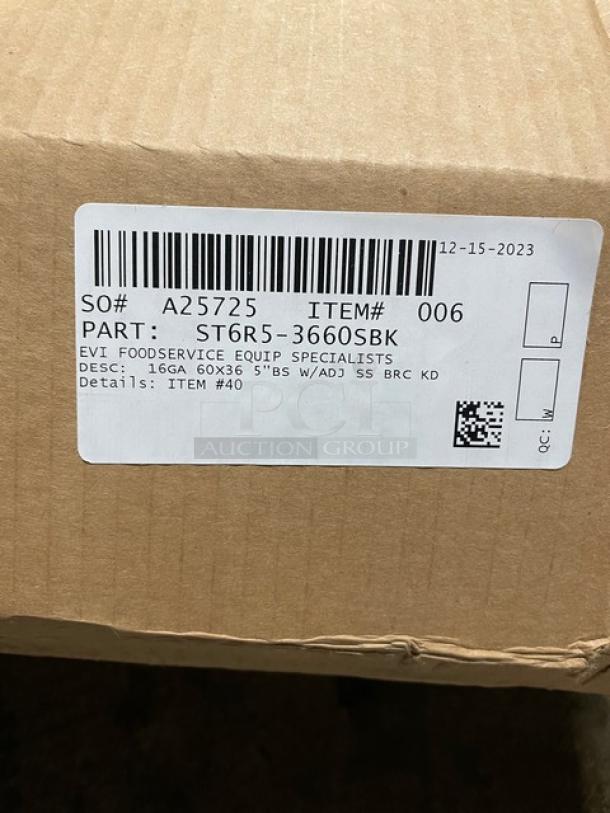 12-15-2023
SO# A25725 ITEM# 006
PART: ST6R5-3660SBK
EVI FOODSERVICE EQUIP SPECIALISTS
DESC: 16GA 60X36 5"BS W/ADJ SS BRC KD
Details: ITEM #40
P
QC: W
PCI
AUCTION GROUP